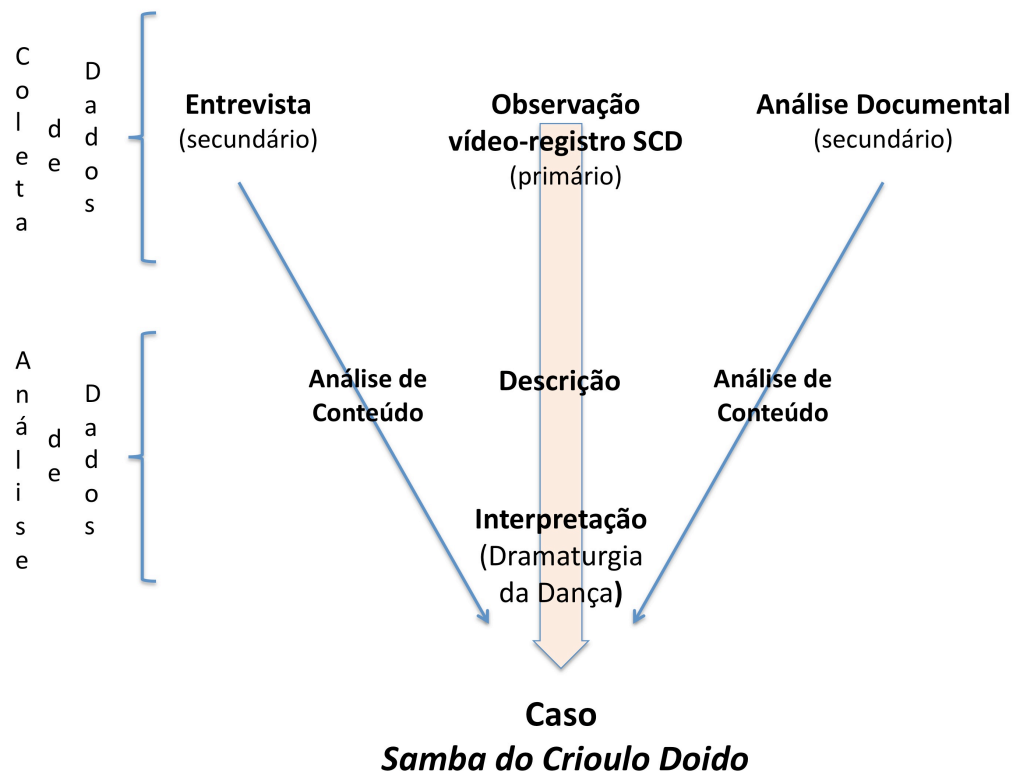 Coleta de Dados
Entrevista
(secundário)
Observação
vídeo-registro SCD
(primário)
Análise Documental
(secundário)
Análise de Dados
Análise de
Conteúdo
Descrição
Análise de
Conteúdo
Interpretação
(Dramaturgia
da Dança)
Caso
Samba do Crioulo Doido